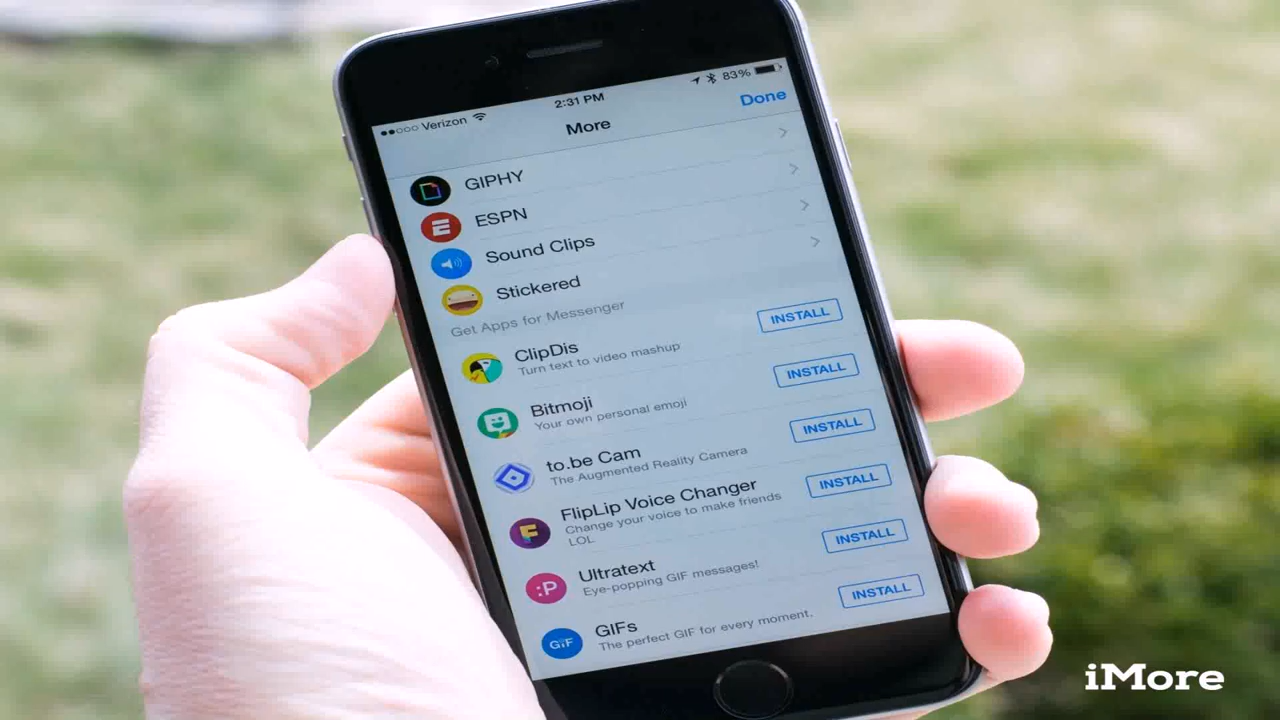 ●●○○○ Verizon 2:31 PM 83%
More Done
GIPHY
ESPN
Sound Clips
Stickered
Get Apps for Messenger
ClipDis INSTALL
Turn text to video mashup
Bitmoji INSTALL
Your own personal emoji
to.be Cam INSTALL
The Augmented Reality Camera
FlipLip Voice Changer INSTALL
Change your voice to make friends
LOL
:P Ultratext INSTALL
Eye-popping GIF messages!
GIF GIFs INSTALL
The perfect GIF for every moment.
iMore